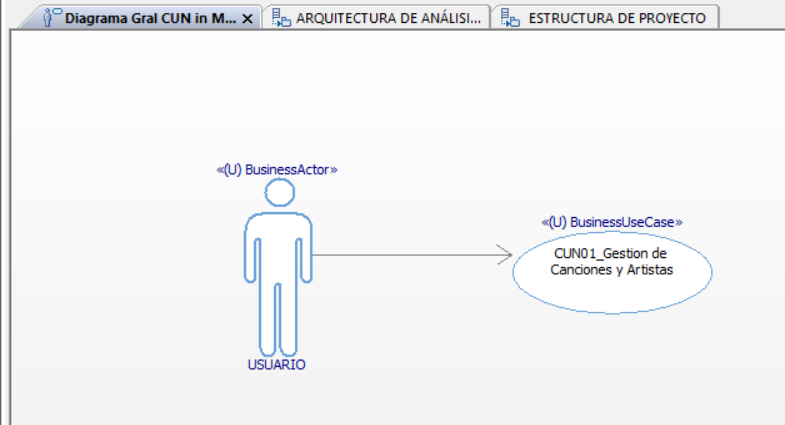 Diagrama Gral CUN in M...
ARQUITECTURA DE ANÁLISI...
ESTRUCTURA DE PROYECTO
«(U) BusinessActor»
«(U) BusinessUseCase»
CUN01_Gestion de
Canciones y Artistas
USUARIO